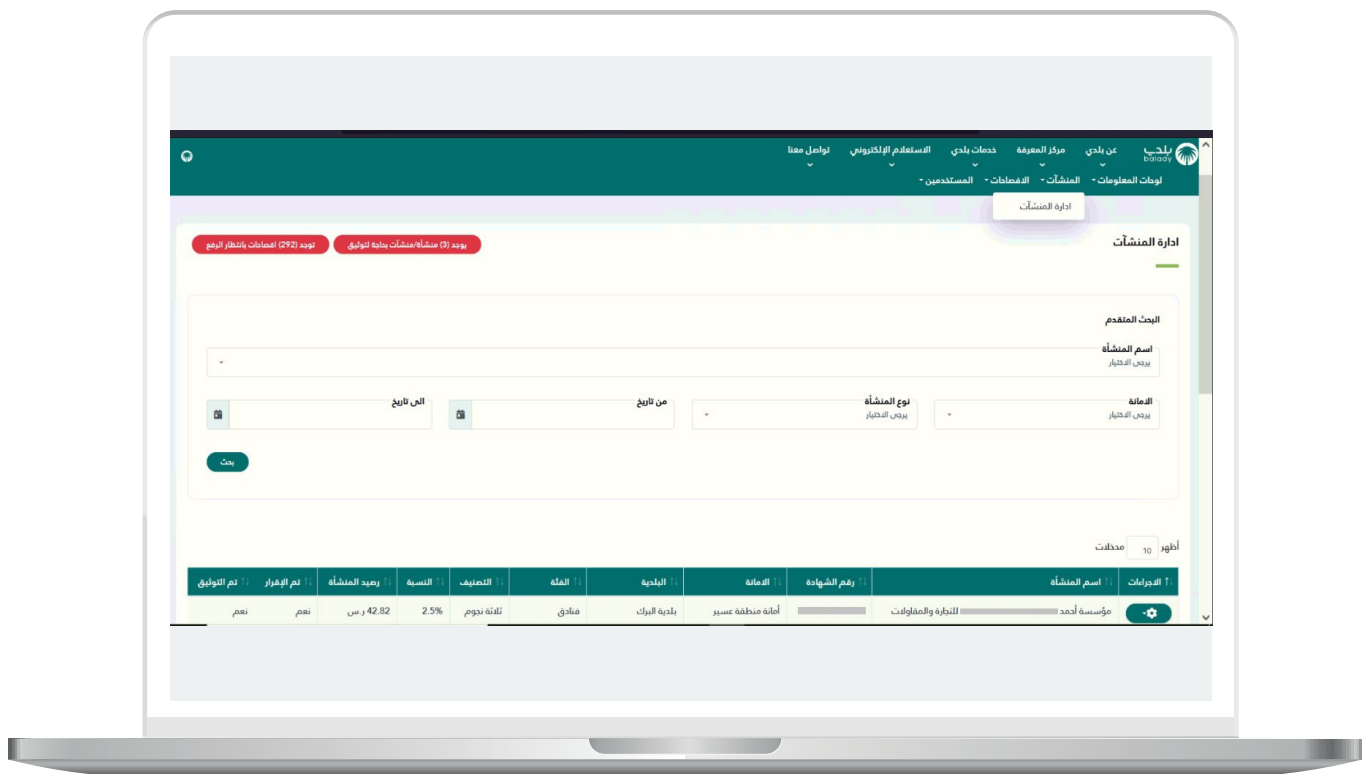 بلدي
balady
عن بلدي
مركز المعرفة
خدمات بلدي
الاستعلام الإلكتروني
تواصل معنا
لوحات المعلومات
المنشآت
الافصاحات
المستخدمين
ادارة المنشآت
ادارة المنشآت
يوجد (3) منشأة/منشآت بحاجة لتوثيق
توجد (292) افصاحات بانتظار الرفع
البحث المتقدم
اسم المنشأة
يرجى الاختيار
الامانة
يرجى الاختيار
نوع المنشأة
يرجى الاختيار
من تاريخ
الى تاريخ
بحث
أظهر 10 مدخلات
الاجراءات اسم المنشأة رقم الشهادة الامانة البلدية الفئة التصنيف النسبة رصيد المنشأة تم الإقرار تم التوثيق
مؤسسة أحمد للتجارة والمقاولات أمانة منطقة عسير بلدية البرك فنادق ثلاثة نجوم 2.5% 42.82 ر.س نعم نعم